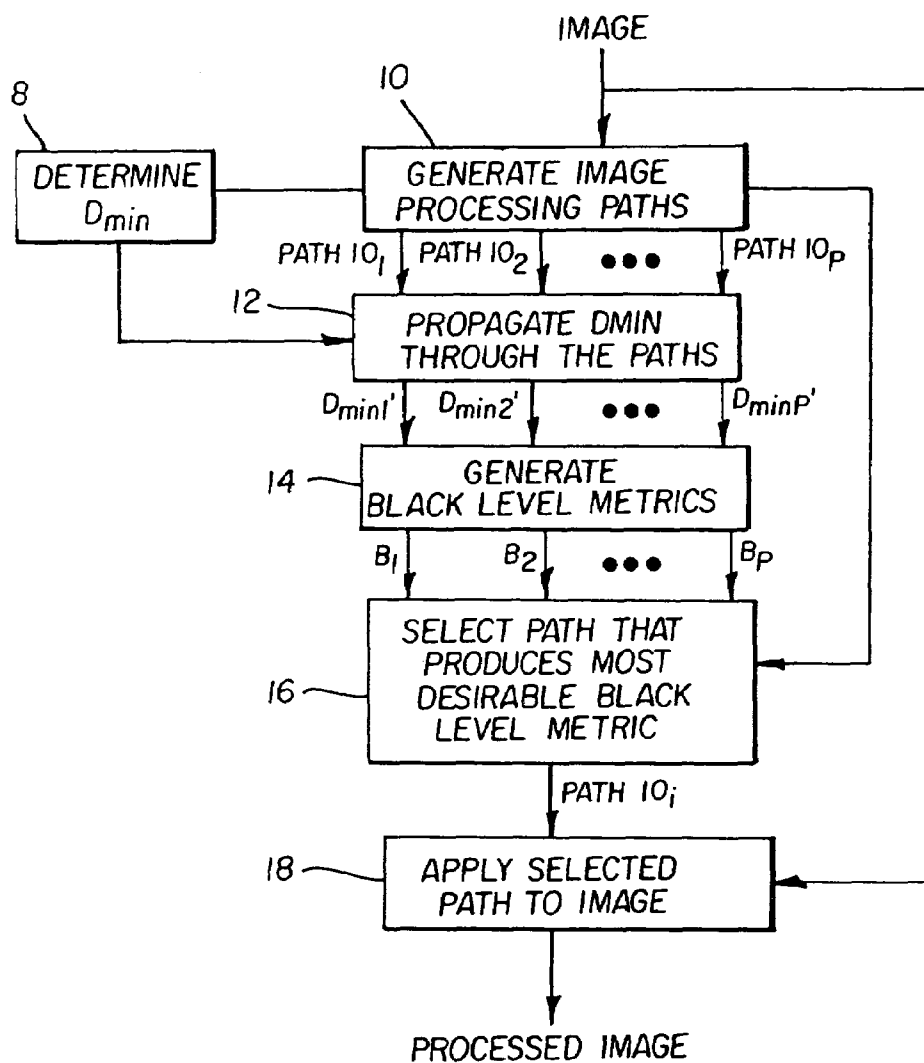 IMAGE
10
8
DETERMINE
Dmin
GENERATE IMAGE
PROCESSING PATHS
PATH 10₁ PATH 10₂ ••• PATH 10P
12
PROPAGATE DMIN
THROUGH THE PATHS
Dmin1' Dmin2' ••• DminP'
14
GENERATE
BLACK LEVEL METRICS
B₁ B₂ ••• BP
SELECT PATH THAT
PRODUCES MOST
16
DESIRABLE BLACK
LEVEL METRIC
PATH 10i
18
APPLY SELECTED
PATH TO IMAGE
PROCESSED IMAGE